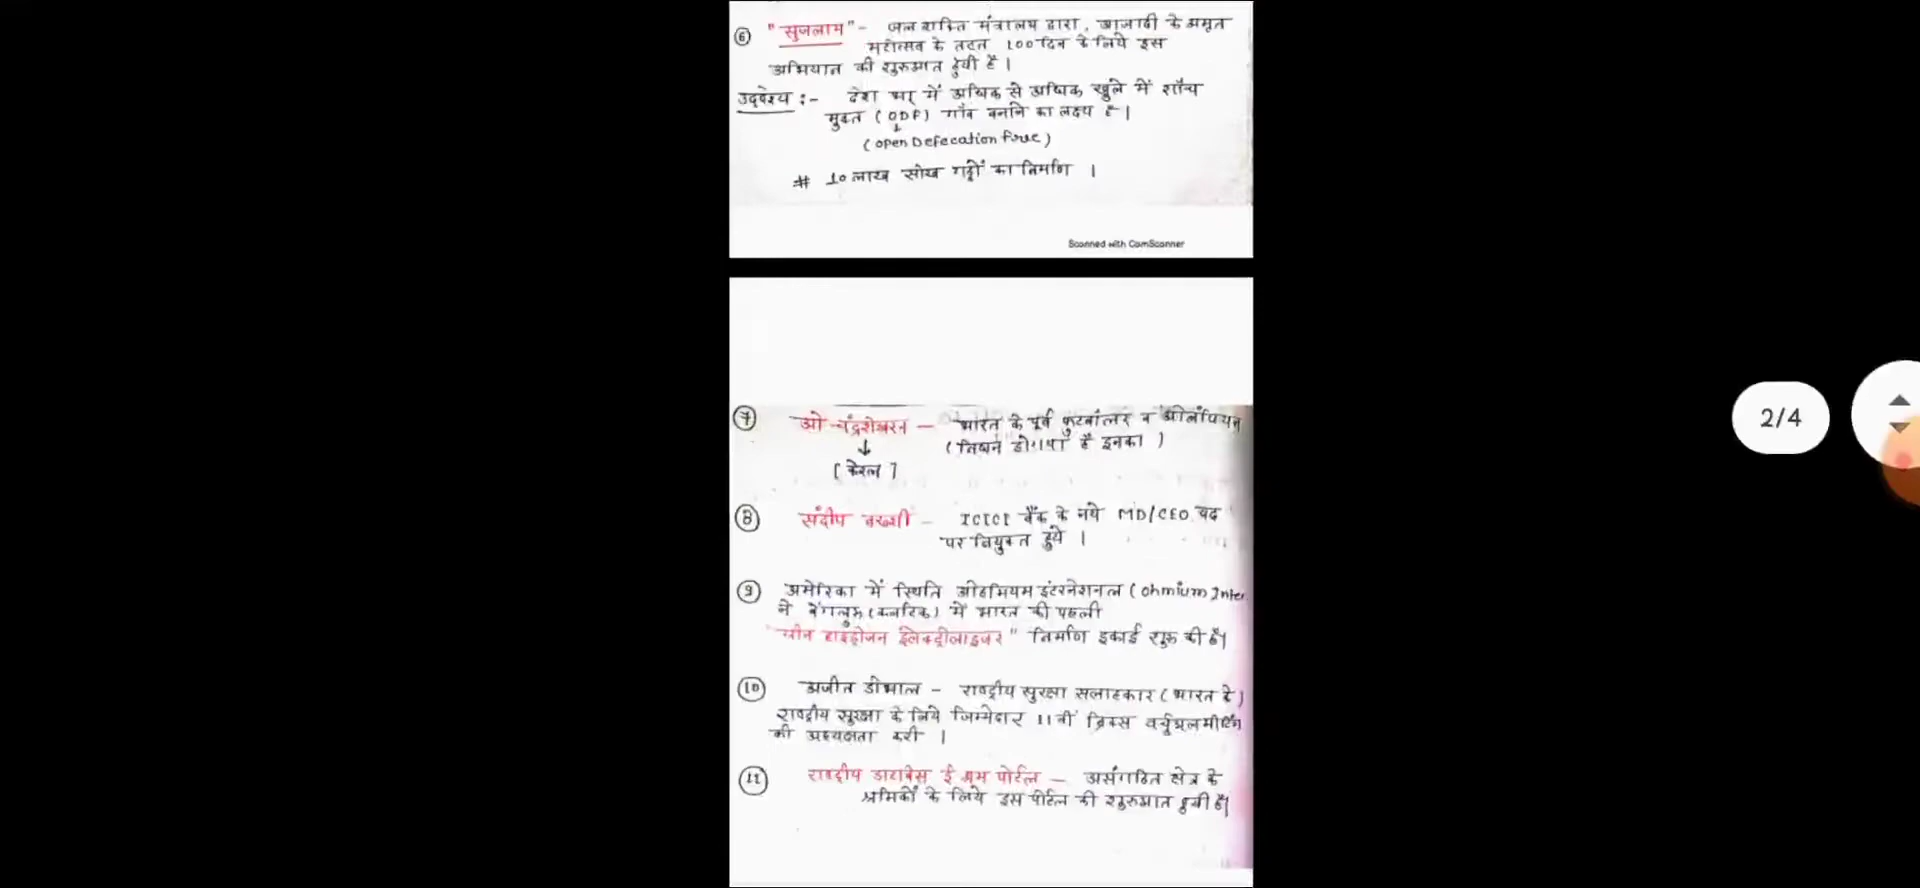 ⑥ "सुजलाम" - जल शक्ति मंत्रालय द्वारा, आजादी के अमृत
महोत्सव के तहत 100 दिन के लिये इस
अभियान की शुरुआत हुयी है।
उद्देश्य :- देश भर में अधिक से अधिक खुले में शौच
मुक्त (ODF) गाँव बनाने का लक्ष्य है।
(open Defecation free)
# 10 लाख सोख गड्ढों का निर्माण ।
Scanned with CamScanner
⑦ ओ चंद्रशेखरन — भारत के पूर्व फुटबॉलर व ओलंपियन
(निधन होगया है इनका)
[केरल]
⑧ संदीप बख्शी - ICICI बैंक के नये MD/CEO पद
पर नियुक्त हुये ।
⑨ अमेरिका में स्थिति ओहमियम इंटरनेशनल (ohmium Inter
ने बेंगलुरु (कर्नाटक) में भारत की पहली
"ग्रीन हाइड्रोजन इलेक्ट्रोलाइजर" निर्माण इकाई शुरू की है।
⑩ अजीत डोभाल - राष्ट्रीय सुरक्षा सलाहकार (भारत के)
राष्ट्रीय सुरक्षा के लिये जिम्मेदार 11वीं ब्रिक्स वर्चुअल मीटिंग
की अध्यक्षता करी ।
⑪ राष्ट्रीय डाटाबेस ई श्रम पोर्टल — असंगठित क्षेत्र के
श्रमिकों के लिये इस पोर्टल की शुरुआत हुयी है।
2/4